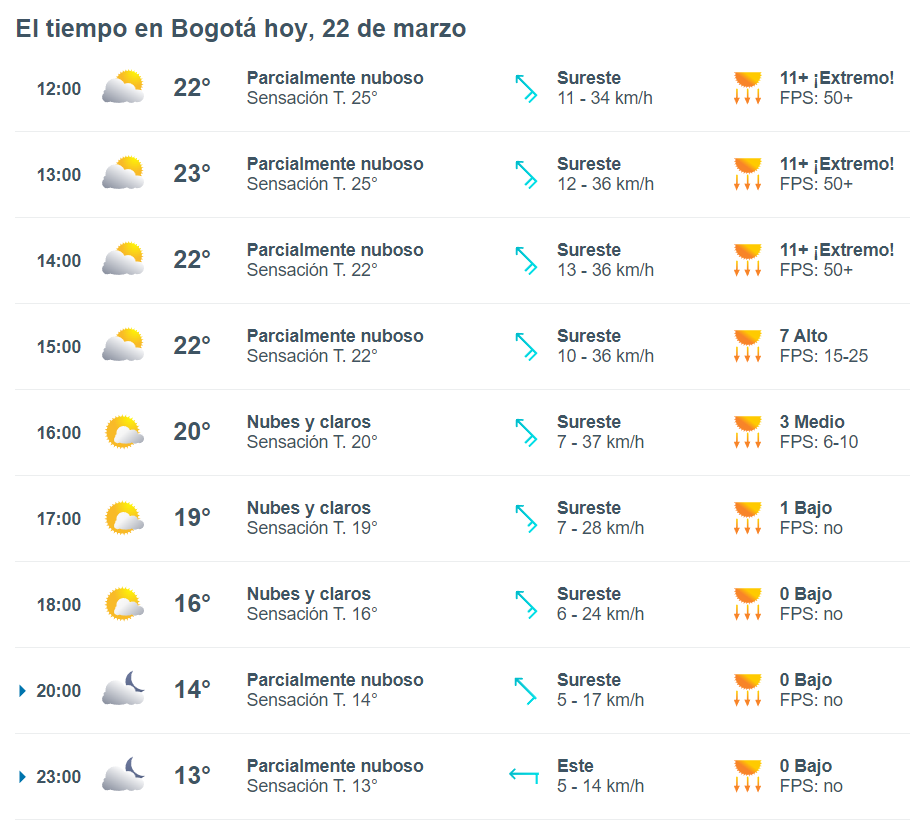 El tiempo en Bogotá hoy, 22 de marzo
12:00 22° Parcialmente nuboso Sureste 11+ ¡Extremo!
Sensación T. 25° 11 - 34 km/h FPS: 50+
13:00 23° Parcialmente nuboso Sureste 11+ ¡Extremo!
Sensación T. 25° 12 - 36 km/h FPS: 50+
14:00 22° Parcialmente nuboso Sureste 11+ ¡Extremo!
Sensación T. 22° 13 - 36 km/h FPS: 50+
15:00 22° Parcialmente nuboso Sureste 7 Alto
Sensación T. 22° 10 - 36 km/h FPS: 15-25
16:00 20° Nubes y claros Sureste 3 Medio
Sensación T. 20° 7 - 37 km/h FPS: 6-10
17:00 19° Nubes y claros Sureste 1 Bajo
Sensación T. 19° 7 - 28 km/h FPS: no
18:00 16° Nubes y claros Sureste 0 Bajo
Sensación T. 16° 6 - 24 km/h FPS: no
20:00 14° Parcialmente nuboso Sureste 0 Bajo
Sensación T. 14° 5 - 17 km/h FPS: no
23:00 13° Parcialmente nuboso Este 0 Bajo
Sensación T. 13° 5 - 14 km/h FPS: no